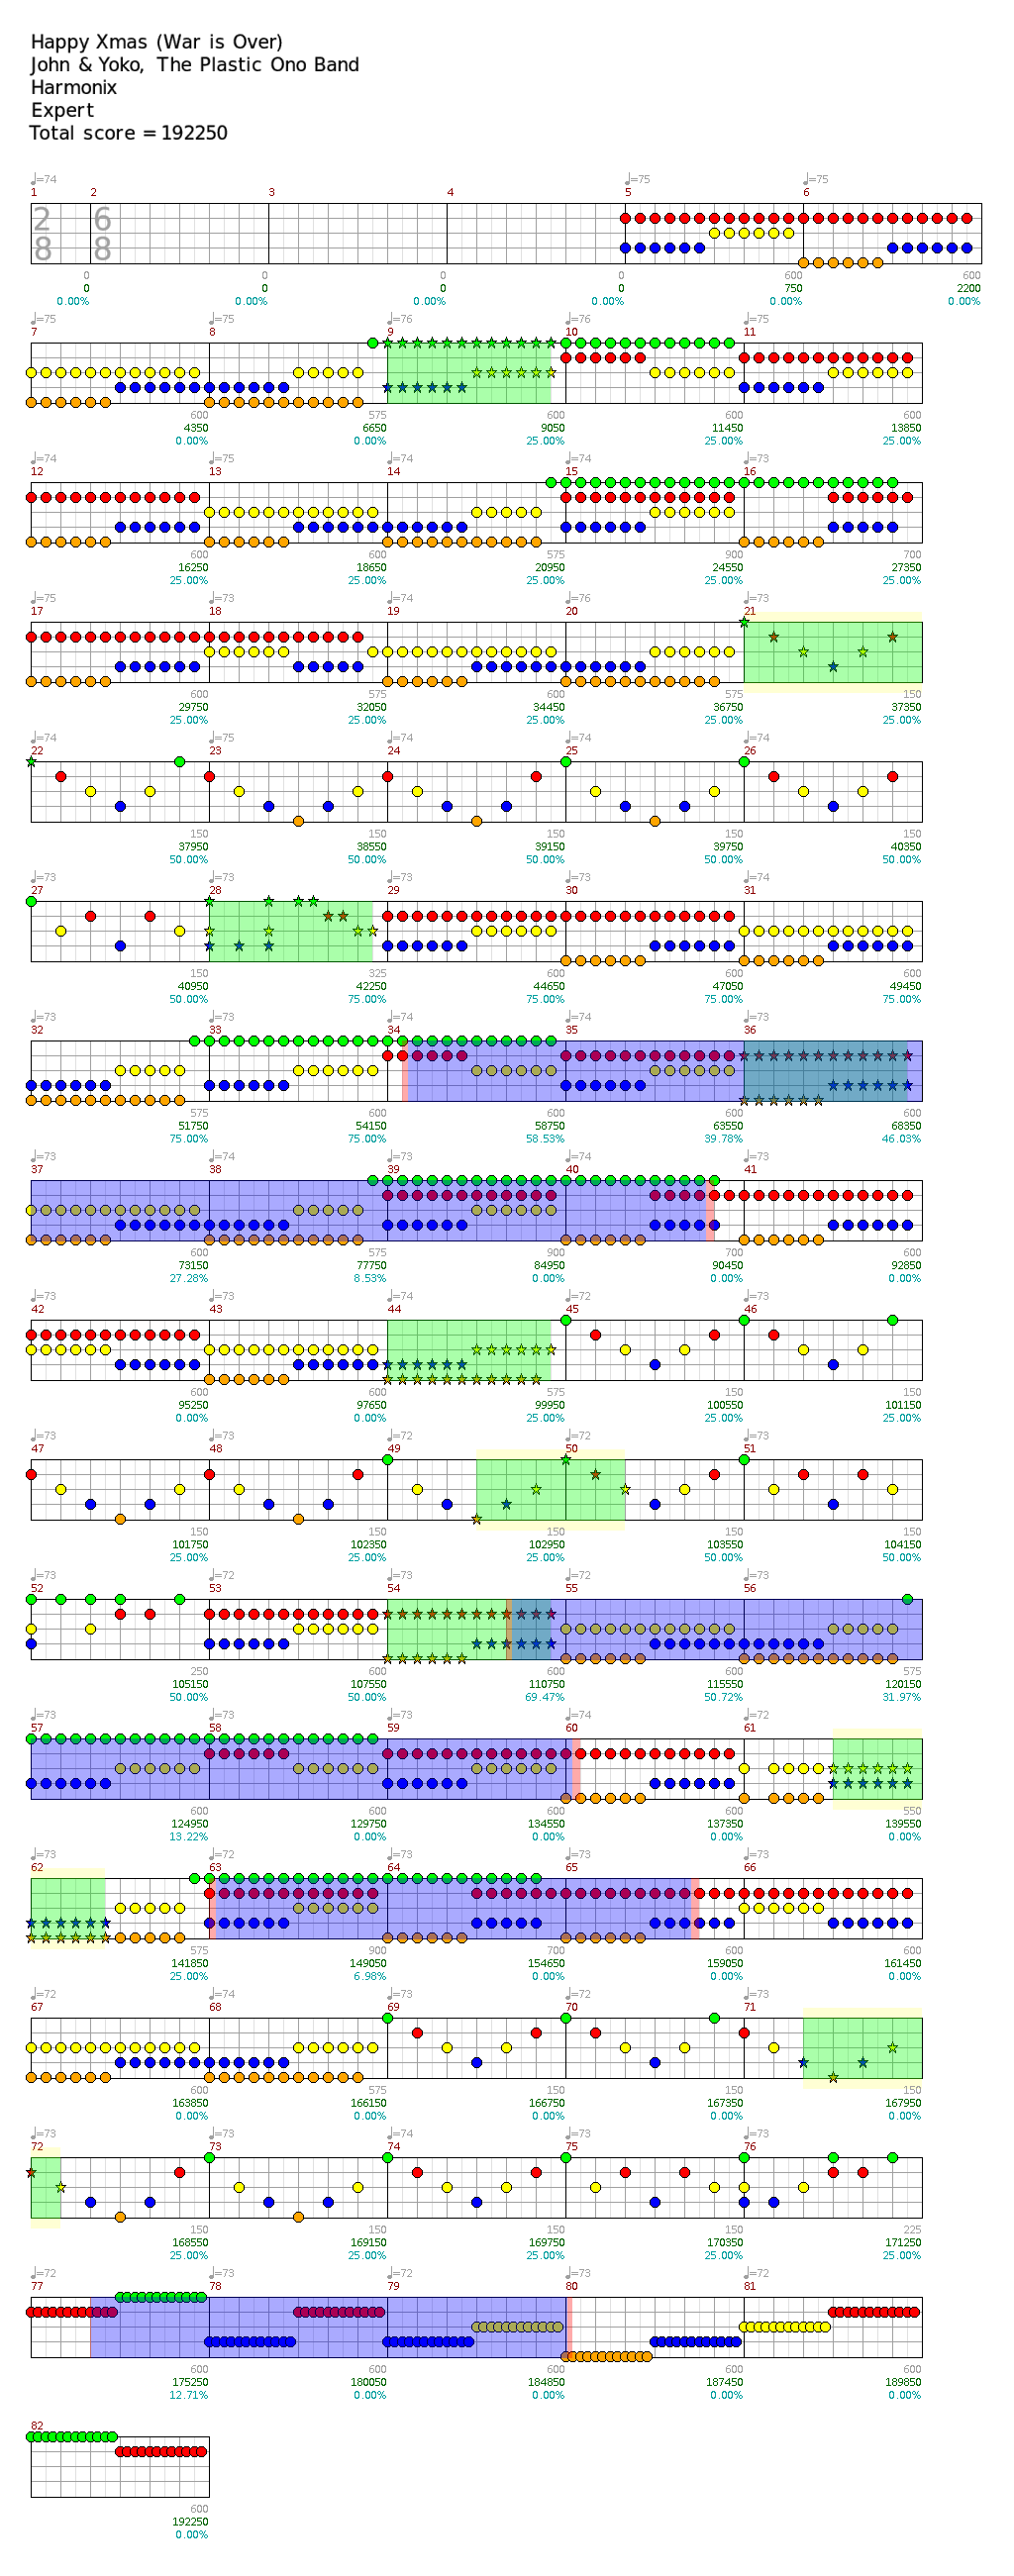 Happy Xmas (War is Over)
John & Yoko, The Plastic Ono Band
Harmonix
Expert
Total score = 192250
♩=74 ♩=75 ♩=75
1 2 3 4 5 6
2 6
8 8
0 0 0 0 600 600
0 0 0 0 750 2200
0.00% 0.00% 0.00% 0.00% 0.00% 0.00%
♩=75 ♩=75 ♩=76 ♩=76 ♩=75
7 8 9 10 11
600 575 600 600 600
4350 6650 9050 11450 13850
0.00% 0.00% 25.00% 25.00% 25.00%
♩=74 ♩=75 ♩=74 ♩=74 ♩=73
12 13 14 15 16
600 600 575 900 700
16250 18650 20950 24550 27350
25.00% 25.00% 25.00% 25.00% 25.00%
♩=75 ♩=73 ♩=74 ♩=76 ♩=73
17 18 19 20 21
600 575 600 575 150
29750 32050 34450 36750 37350
25.00% 25.00% 25.00% 25.00% 25.00%
♩=74 ♩=75 ♩=74 ♩=74 ♩=74
22 23 24 25 26
150 150 150 150 150
37950 38550 39150 39750 40350
50.00% 50.00% 50.00% 50.00% 50.00%
♩=73 ♩=73 ♩=73 ♩=73 ♩=74
27 28 29 30 31
150 325 600 600 600
40950 42250 44650 47050 49450
50.00% 75.00% 75.00% 75.00% 75.00%
♩=73 ♩=73 ♩=74 ♩=74 ♩=73
32 33 34 35 36
575 600 600 600 600
51750 54150 58750 63550 68350
75.00% 75.00% 58.53% 39.78% 46.03%
♩=73 ♩=74 ♩=73 ♩=74 ♩=73
37 38 39 40 41
600 575 900 700 600
73150 77750 84950 90450 92850
27.28% 8.53% 0.00% 0.00% 0.00%
♩=73 ♩=73 ♩=74 ♩=72 ♩=73
42 43 44 45 46
600 600 575 150 150
95250 97650 99950 100550 101150
0.00% 0.00% 25.00% 25.00% 25.00%
♩=73 ♩=73 ♩=72 ♩=72 ♩=73
47 48 49 50 51
150 150 150 150 150
101750 102350 102950 103550 104150
25.00% 25.00% 25.00% 50.00% 50.00%
♩=73 ♩=72 ♩=73 ♩=72 ♩=73
52 53 54 55 56
250 600 600 600 575
105150 107550 110750 115550 120150
50.00% 50.00% 69.47% 50.72% 31.97%
♩=73 ♩=73 ♩=73 ♩=74 ♩=73
57 58 59 60 61
600 600 600 600 550
124950 129750 134550 137350 139550
13.22% 0.00% 0.00% 0.00% 0.00%
♩=73 ♩=72 ♩=73 ♩=73 ♩=73
62 63 64 65 66
575 900 700 600 600
141850 149050 154650 159050 161450
25.00% 6.98% 0.00% 0.00% 0.00%
♩=72 ♩=74 ♩=73 ♩=72 ♩=73
67 68 69 70 71
600 575 150 150 150
163850 166150 166750 167350 167950
0.00% 0.00% 0.00% 0.00% 0.00%
♩=73 ♩=73 ♩=74 ♩=73 ♩=73
72 73 74 75 76
150 150 150 150 225
168550 169150 169750 170350 171250
25.00% 25.00% 25.00% 25.00% 25.00%
♩=72 ♩=73 ♩=72 ♩=73 ♩=72
77 78 79 80 81
600 600 600 600 600
175250 180050 184850 187450 189850
12.71% 0.00% 0.00% 0.00% 0.00%
82
600
192250
0.00%